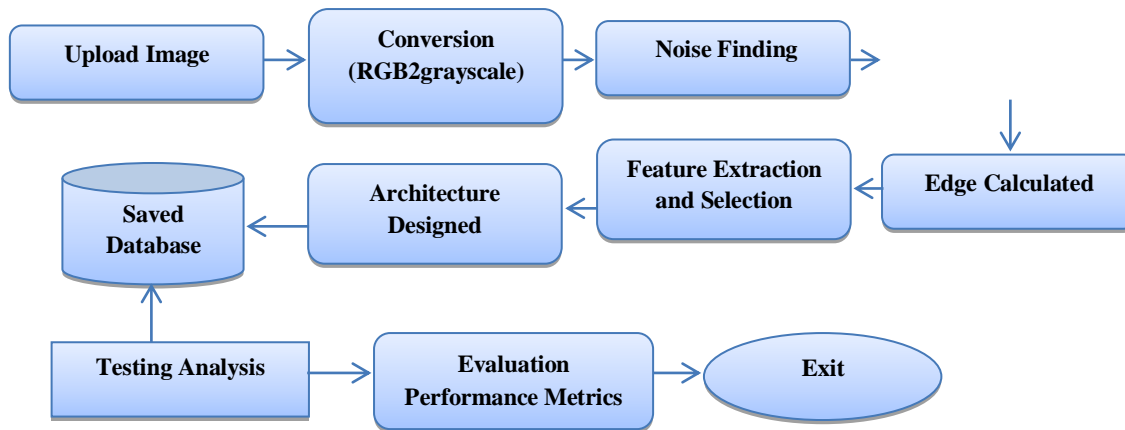 Upload Image
Conversion
(RGB2grayscale)
Noise Finding
Edge Calculated
Feature Extraction
and Selection
Architecture
Designed
Saved
Database
Testing Analysis
Evaluation
Performance Metrics
Exit